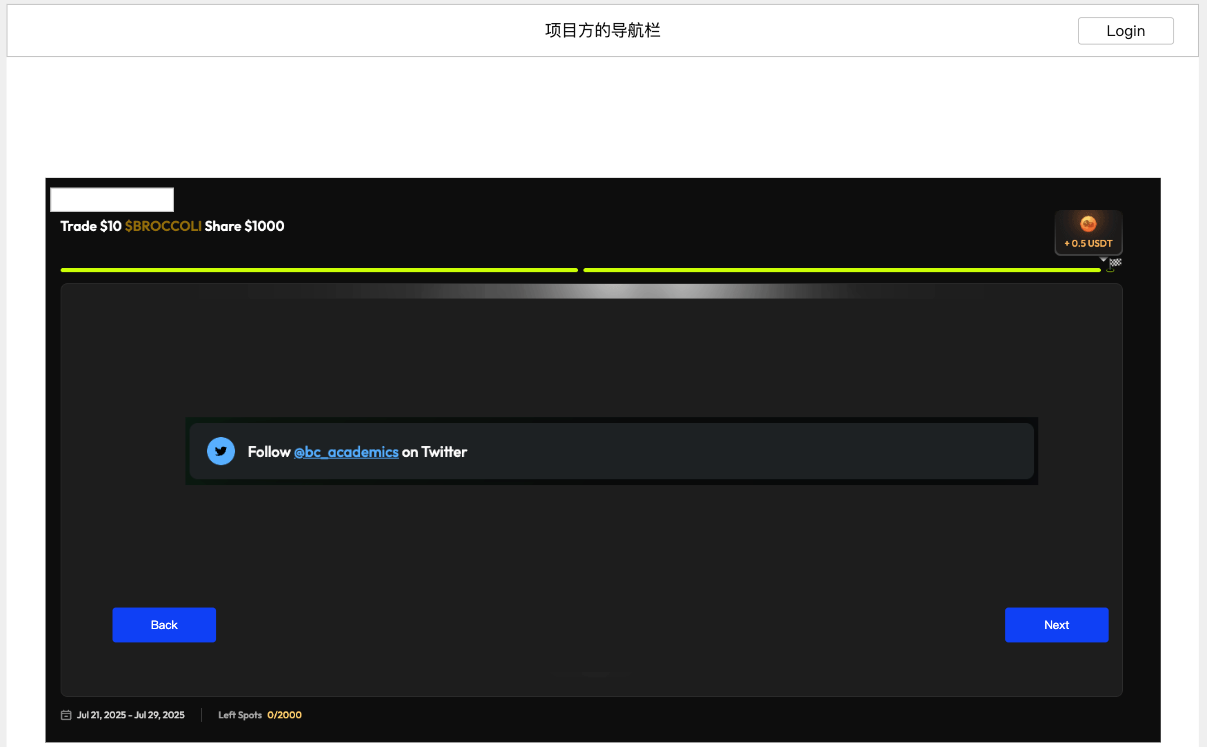 项目方的导航栏
Login
Trade $10 $BROCCOLI Share $1000
+ 0.5 USDT
Follow @bc_academics on Twitter
Back
Next
Jul 21, 2025 - Jul 29, 2025
Left Spots 0/2000